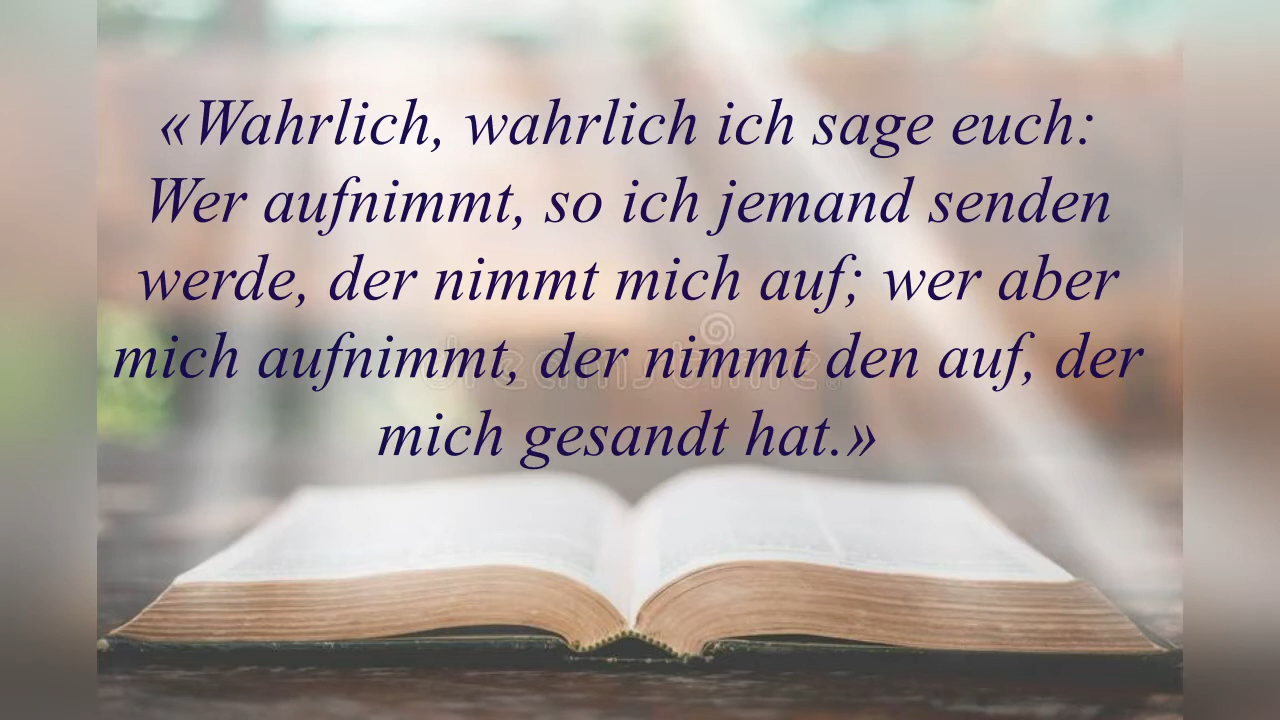 «Wahrlich, wahrlich ich sage euch:
Wer aufnimmt, so ich jemand senden
werde, der nimmt mich auf; wer aber
mich aufnimmt, der nimmt den auf, der
mich gesandt hat.»
dreamstime.